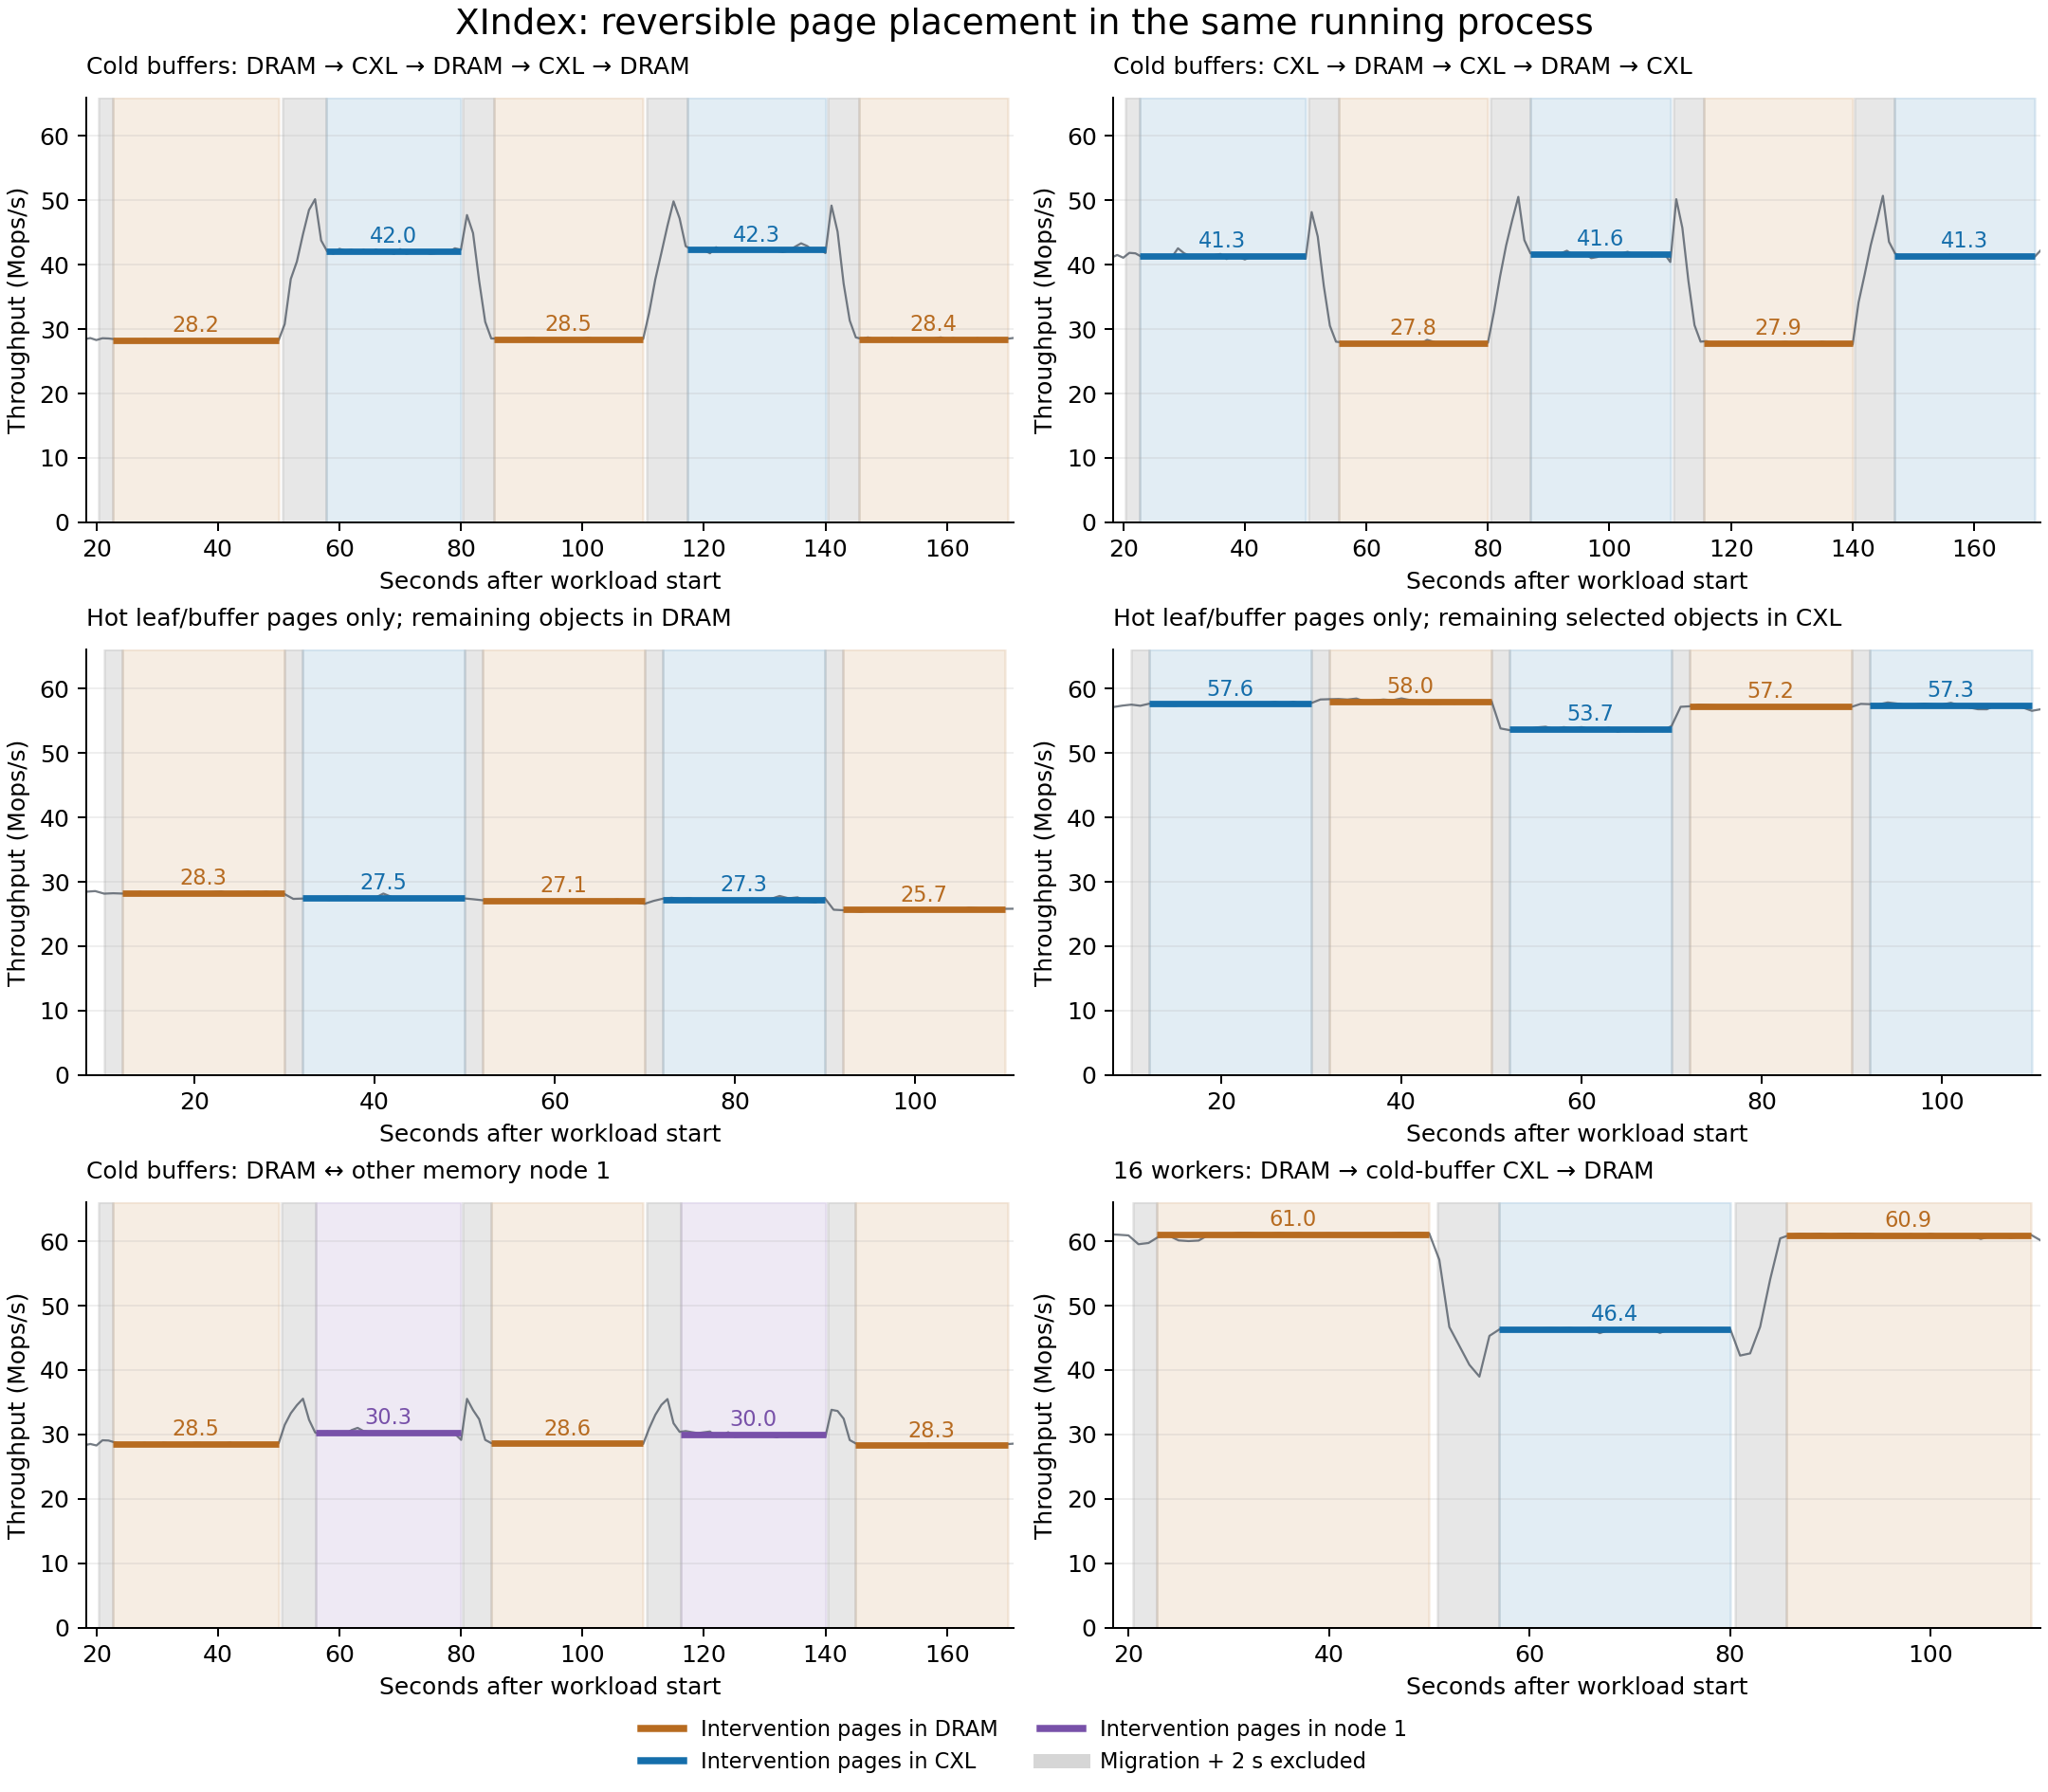 XIndex: reversible page placement in the same running process
Cold buffers: DRAM → CXL → DRAM → CXL → DRAM
Throughput (Mops/s)
60
50
40
30
20
10
0
28.2
42.0
28.5
42.3
28.4
20 40 60 80 100 120 140 160
Seconds after workload start
Cold buffers: CXL → DRAM → CXL → DRAM → CXL
Throughput (Mops/s)
60
50
40
30
20
10
0
41.3
27.8
41.6
27.9
41.3
20 40 60 80 100 120 140 160
Seconds after workload start
Hot leaf/buffer pages only; remaining objects in DRAM
Throughput (Mops/s)
60
50
40
30
20
10
0
28.3
27.5
27.1
27.3
25.7
20 40 60 80 100
Seconds after workload start
Hot leaf/buffer pages only; remaining selected objects in CXL
Throughput (Mops/s)
60
50
40
30
20
10
0
57.6
58.0
53.7
57.2
57.3
20 40 60 80 100
Seconds after workload start
Cold buffers: DRAM ↔ other memory node 1
Throughput (Mops/s)
60
50
40
30
20
10
0
28.5
30.3
28.6
30.0
28.3
20 40 60 80 100 120 140 160
Seconds after workload start
16 workers: DRAM → cold-buffer CXL → DRAM
Throughput (Mops/s)
60
50
40
30
20
10
0
61.0
46.4
60.9
20 40 60 80 100
Seconds after workload start
Intervention pages in DRAM
Intervention pages in CXL
Intervention pages in node 1
Migration + 2 s excluded